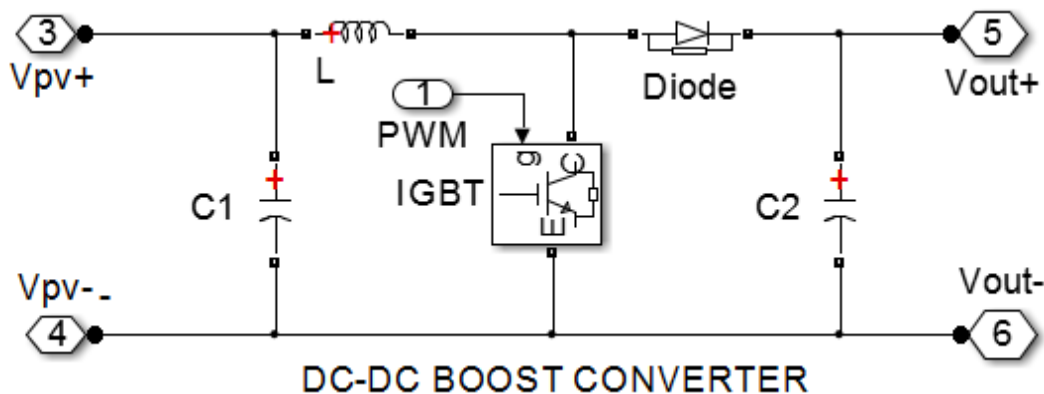 3
Vpv+
L
Diode
5
Vout+
1
PWM
g
C
IGBT
E
C1
C2
Vpv-
4
Vout-
6
DC-DC BOOST CONVERTER